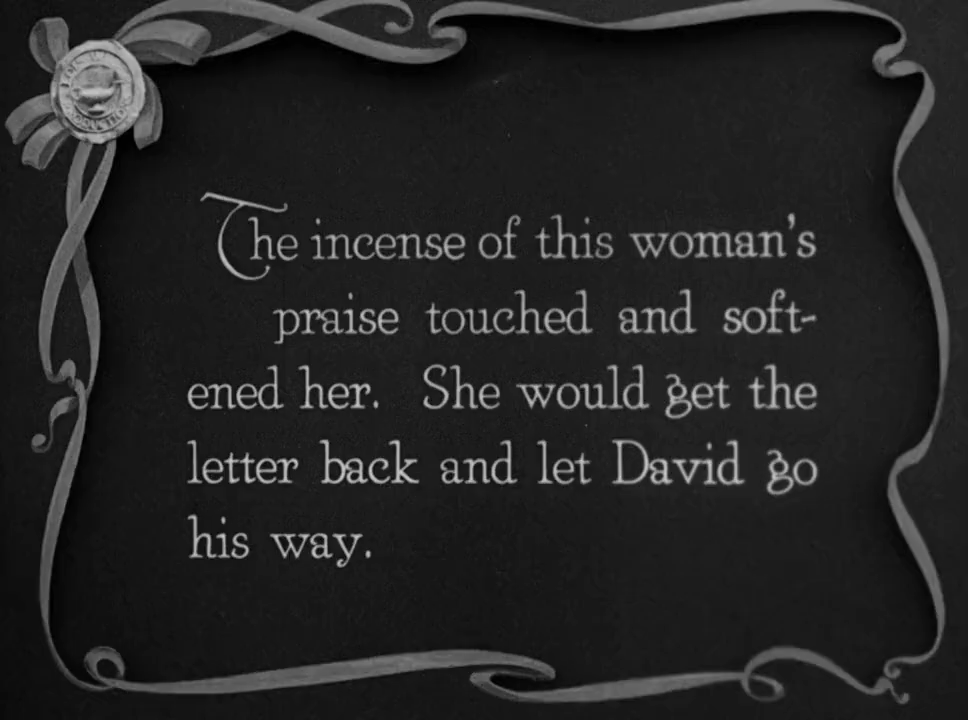 The incense of this woman's
praise touched and soft-
ened her. She would get the
letter back and let David go
his way.